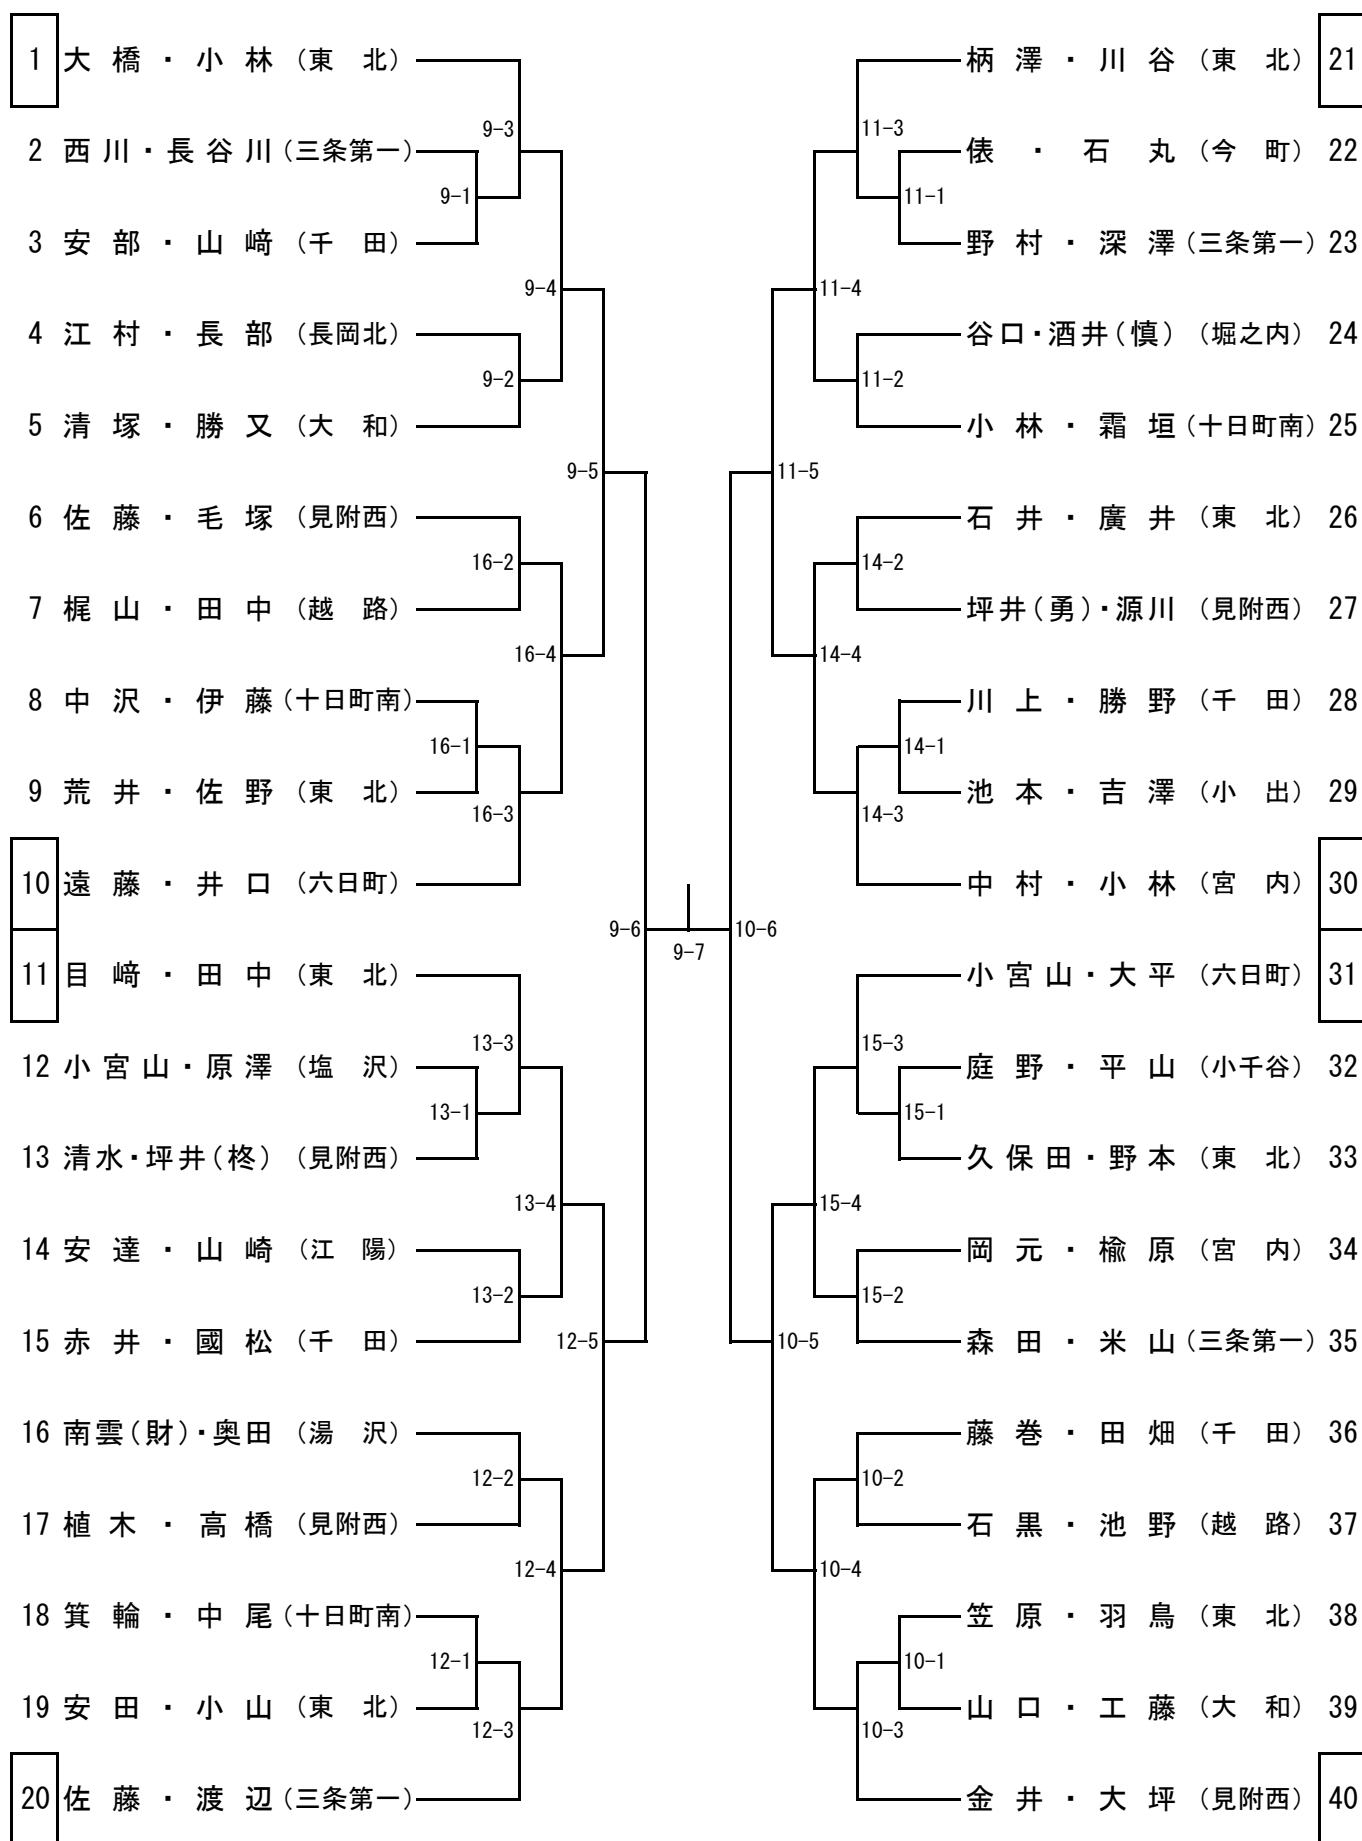 1 大橋・小林 (東北)
9-3
2 西川・長谷川 (三条第一)
9-1
3 安部・山﨑 (千田)
9-4
4 江村・長部 (長岡北)
9-2
5 清塚・勝又 (大和)
9-5
6 佐藤・毛塚 (見附西)
16-2
7 梶山・田中 (越路)
16-4
8 中沢・伊藤 (十日町南)
16-1
9 荒井・佐野 (東北)
16-3
10 遠藤・井口 (六日町)
9-6
11 目﨑・田中 (東北)
13-3
12 小宮山・原澤 (塩沢)
13-1
13 清水・坪井(柊) (見附西)
13-4
14 安達・山崎 (江陽)
13-2
15 赤井・國松 (千田)
12-5
16 南雲(財)・奥田 (湯沢)
12-2
17 植木・高橋 (見附西)
12-4
18 箕輪・中尾 (十日町南)
12-1
19 安田・小山 (東北)
12-3
20 佐藤・渡辺 (三条第一)
9-7
柄澤・川谷 (東北) 21
11-3
俵・石丸 (今町) 22
11-1
野村・深澤 (三条第一) 23
11-4
谷口・酒井(慎) (堀之内) 24
11-2
小林・霜垣 (十日町南) 25
11-5
石井・廣井 (東北) 26
14-2
坪井(勇)・源川 (見附西) 27
14-4
川上・勝野 (千田) 28
14-1
池本・吉澤 (小出) 29
14-3
中村・小林 (宮内) 30
10-6
小宮山・大平 (六日町) 31
15-3
庭野・平山 (小千谷) 32
15-1
久保田・野本 (東北) 33
15-4
岡元・楡原 (宮内) 34
15-2
森田・米山 (三条第一) 35
10-5
藤巻・田畑 (千田) 36
10-2
石黒・池野 (越路) 37
10-4
笠原・羽鳥 (東北) 38
10-1
山口・工藤 (大和) 39
10-3
金井・大坪 (見附西) 40